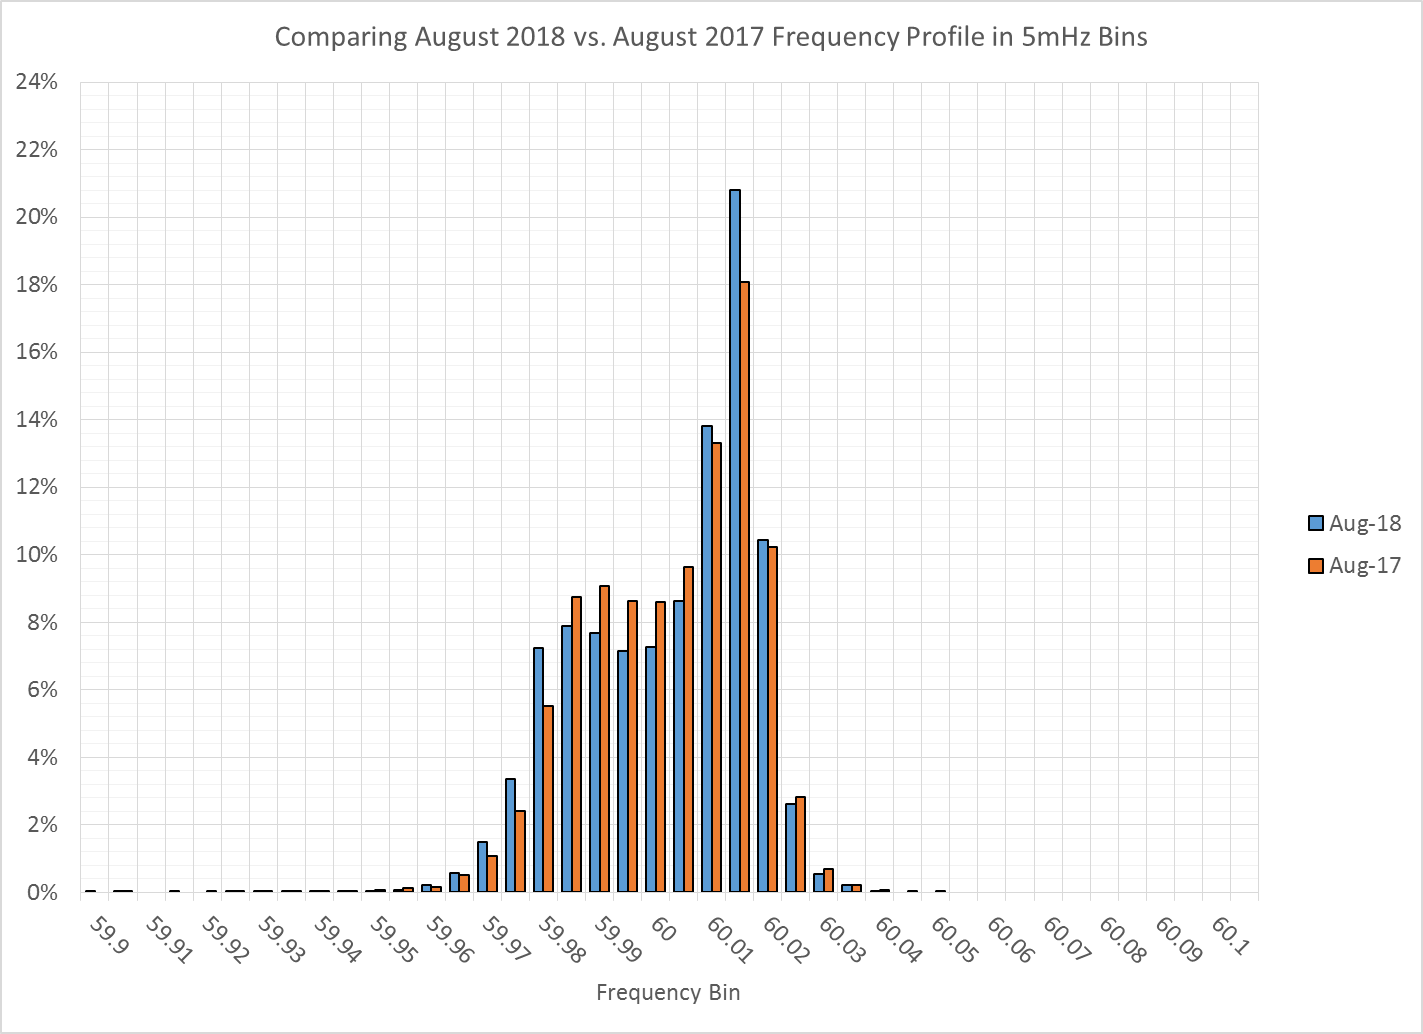 Comparing August 2018 vs. August 2017 Frequency Profile in 5mHz Bins
24%
22%
20%
18%
16%
14%
12%
10%
8%
6%
4%
2%
0%
Aug-18
Aug-17
59.9 59.91 59.92 59.93 59.94 59.95 59.96 59.97 59.98 59.99 60 60.01 60.02 60.03 60.04 60.05 60.06 60.07 60.08 60.09 60.1
Frequency Bin